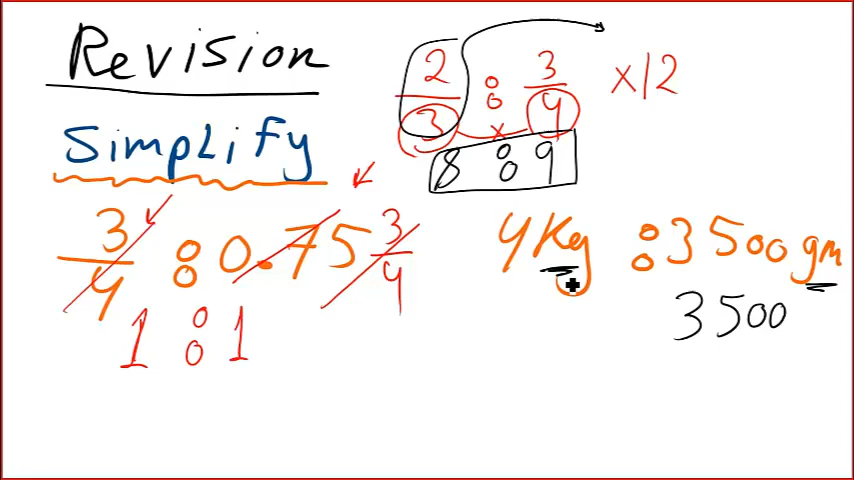 Revision
2/3 : 3/4 x12
8 : 9
Simplify
3/4 : 0.75 3/4
1 : 1
4Kg : 3500gm
3500